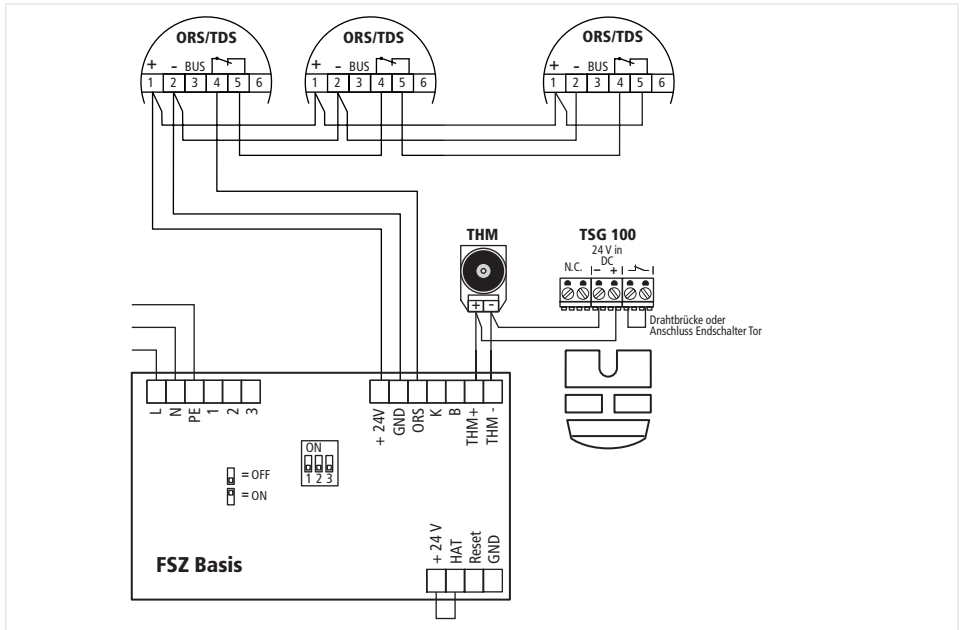 ORS/TDS ORS/TDS ORS/TDS
+ - BUS + - BUS + - BUS
1 2 3 4 5 6 1 2 3 4 5 6 1 2 3 4 5 6
THM TSG 100
24 V in
DC
N.C. - +
+ -
Drahtbrücke oder
Anschluss Endschalter Tor
L N PE 1 2 3 + 24V GND ORS K B THM+ THM -
ON
1 2 3
= OFF
= ON
+ 24 V HAT Reset GND
FSZ Basis